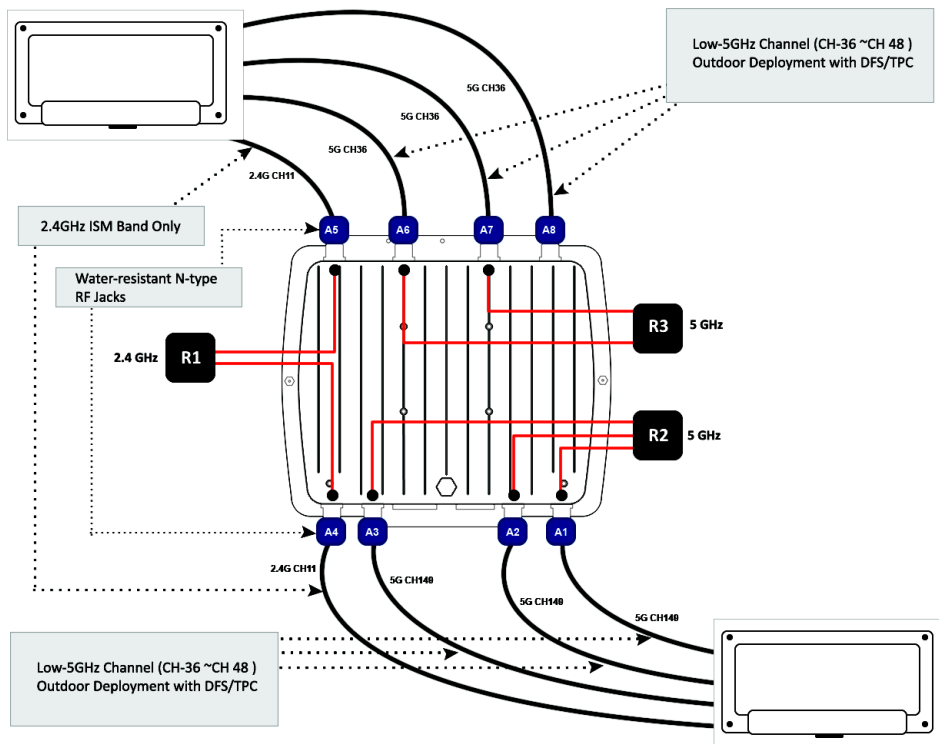 Low-5GHz Channel (CH-36 ~CH 48 )
Outdoor Deployment with DFS/TPC
5G CH36
5G CH36
5G CH36
2.4G CH11
2.4GHz ISM Band Only
A5
A6
A7
A8
Water-resistant N-type
RF Jacks
R3
5 GHz
2.4 GHz
R1
R2
5 GHz
A4
A3
A2
A1
2.4G CH11
5G CH149
5G CH149
5G CH149
Low-5GHz Channel (CH-36 ~CH 48 )
Outdoor Deployment with DFS/TPC